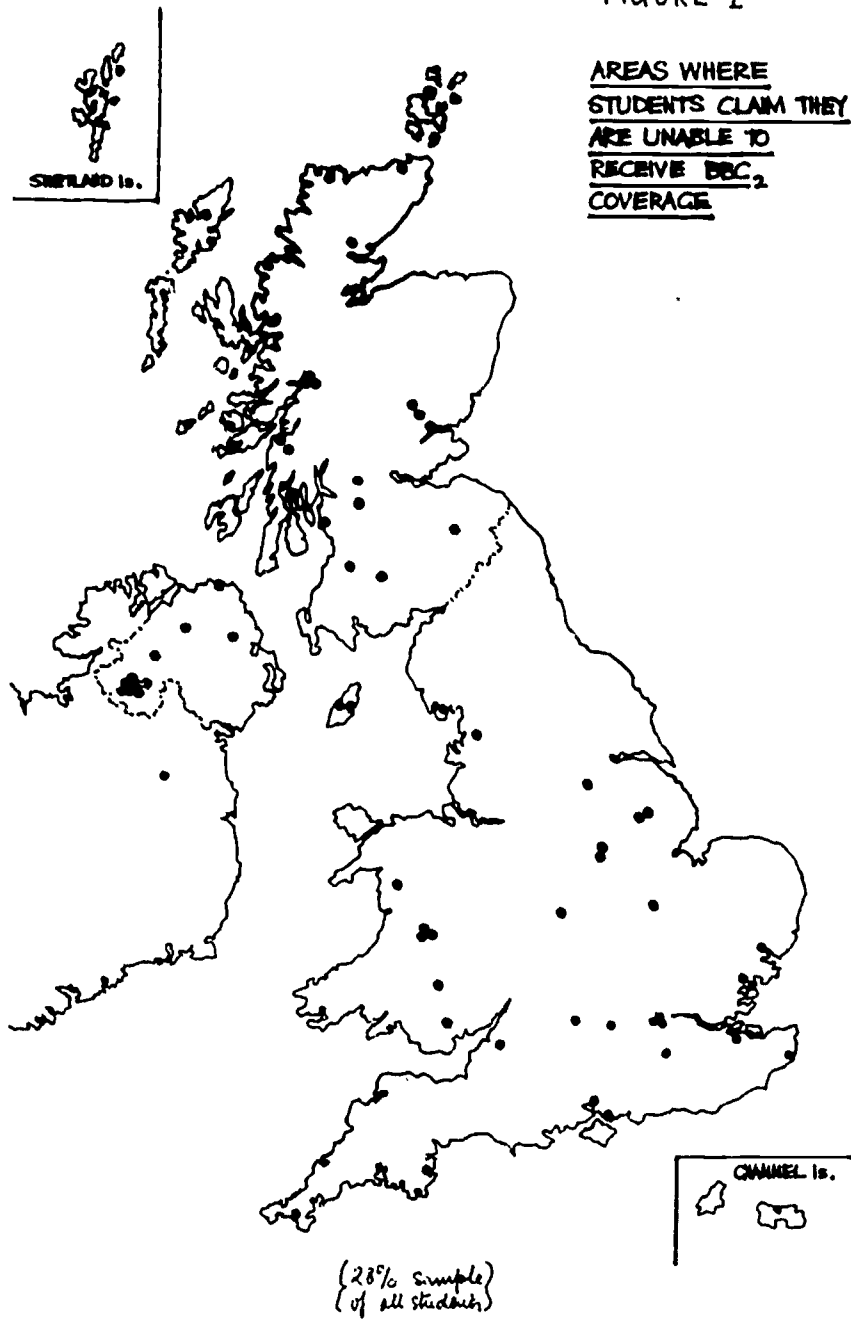 FIGURE 2
AREAS WHERE
STUDENTS CLAIM THEY
ARE UNABLE TO
RECEIVE BBC2
COVERAGE
SHETLAND Is.
CHANNEL Is.
(28% sample)
(of all students)